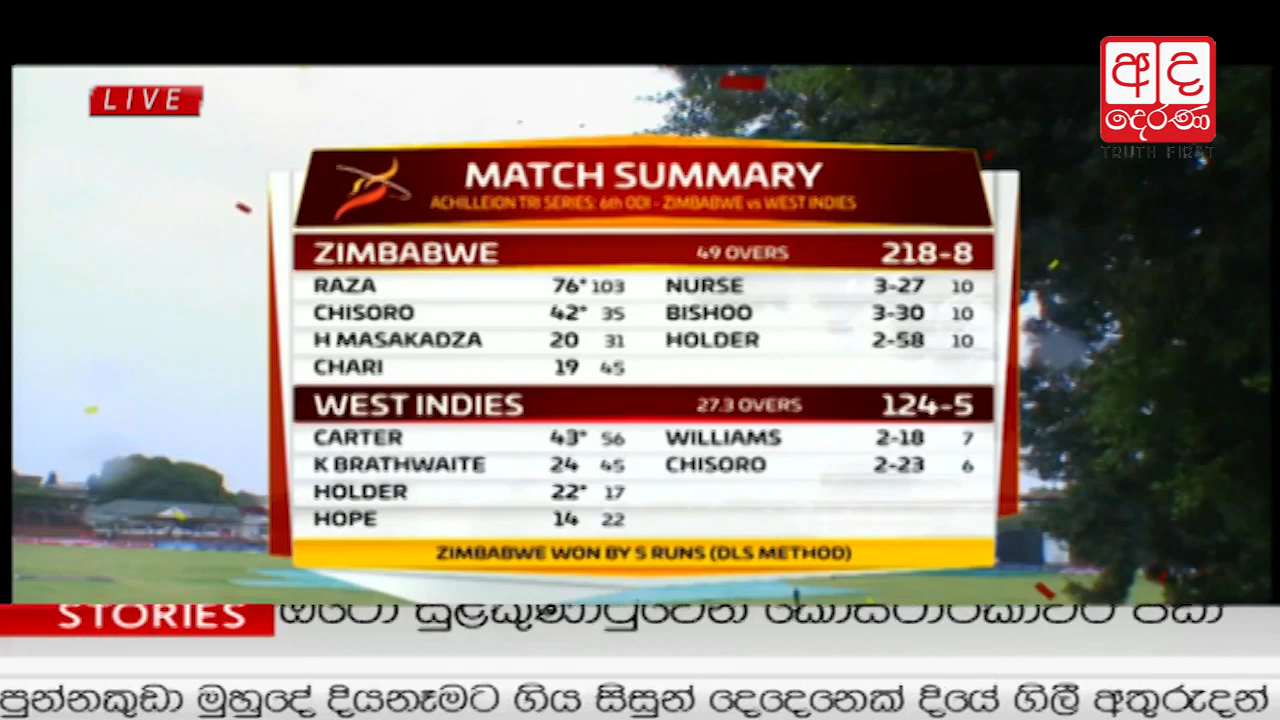 LIVE
අද
දෙරණ
TRUTH FIRST
MATCH SUMMARY
ACHILLEION TRI SERIES: 6th ODI - ZIMBABWE vs WEST INDIES
ZIMBABWE 49 OVERS 218-8
RAZA 76* 103 NURSE 3-27 10
CHISORO 42* 35 BISHOO 3-30 10
H MASAKADZA 20 31 HOLDER 2-58 10
CHARI 19 45
WEST INDIES 27.3 OVERS 124-5
CARTER 43* 56 WILLIAMS 2-18 7
K BRATHWAITE 24 45 CHISORO 2-23 6
HOLDER 22* 17
HOPE 14 22
ZIMBABWE WON BY 5 RUNS (DLS METHOD)
STORIES
පුන්නකුඩා මුහුදේ දියනෑමට ගිය සිසුන් දෙදෙනෙක් දියේ ගිලී අතුරුදන්